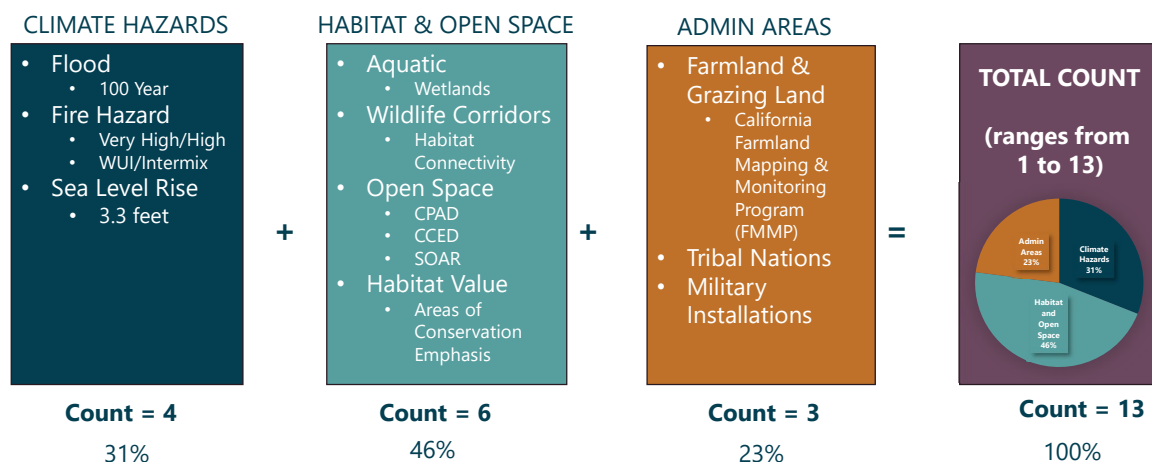 CLIMATE HAZARDS
• Flood
• 100 Year
• Fire Hazard
• Very High/High
• WUI/Intermix
• Sea Level Rise
• 3.3 feet
Count = 4
31%
+
HABITAT & OPEN SPACE
• Aquatic
• Wetlands
• Wildlife Corridors
• Habitat
Connectivity
• Open Space
• CPAD
• CCED
• SOAR
• Habitat Value
• Areas of
Conservation
Emphasis
Count = 6
46%
+
ADMIN AREAS
• Farmland &
Grazing Land
• California
Farmland
Mapping &
Monitoring
Program
(FMMP)
• Tribal Nations
• Military
Installations
Count = 3
23%
=
TOTAL COUNT
(ranges from
1 to 13)
Admin
Areas
23%
Climate
Hazards
31%
Habitat
and
Open
Space
46%
Count = 13
100%